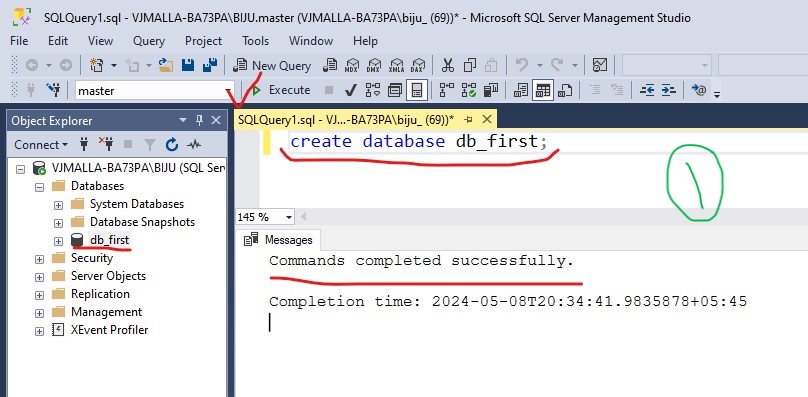 SQLQuery1.sql - VJMALLA-BA73PA\BIJU.master (VJMALLA-BA73PA\biju_ (69))* - Microsoft SQL Server Management Studio
File Edit View Query Project Tools Window Help
New Query MDX DMX XMLA DAX
master Execute
Object Explorer
SQLQuery1.sql - VJ...-BA73PA\biju_ (69))*
Connect
create database db_first;
VJMALLA-BA73PA\BIJU (SQL Ser
Databases
System Databases
Database Snapshots
db_first
Security
Server Objects
Replication
Management
XEvent Profiler
1
145 %
Messages
Commands completed successfully.
Completion time: 2024-05-08T20:34:41.9835878+05:45